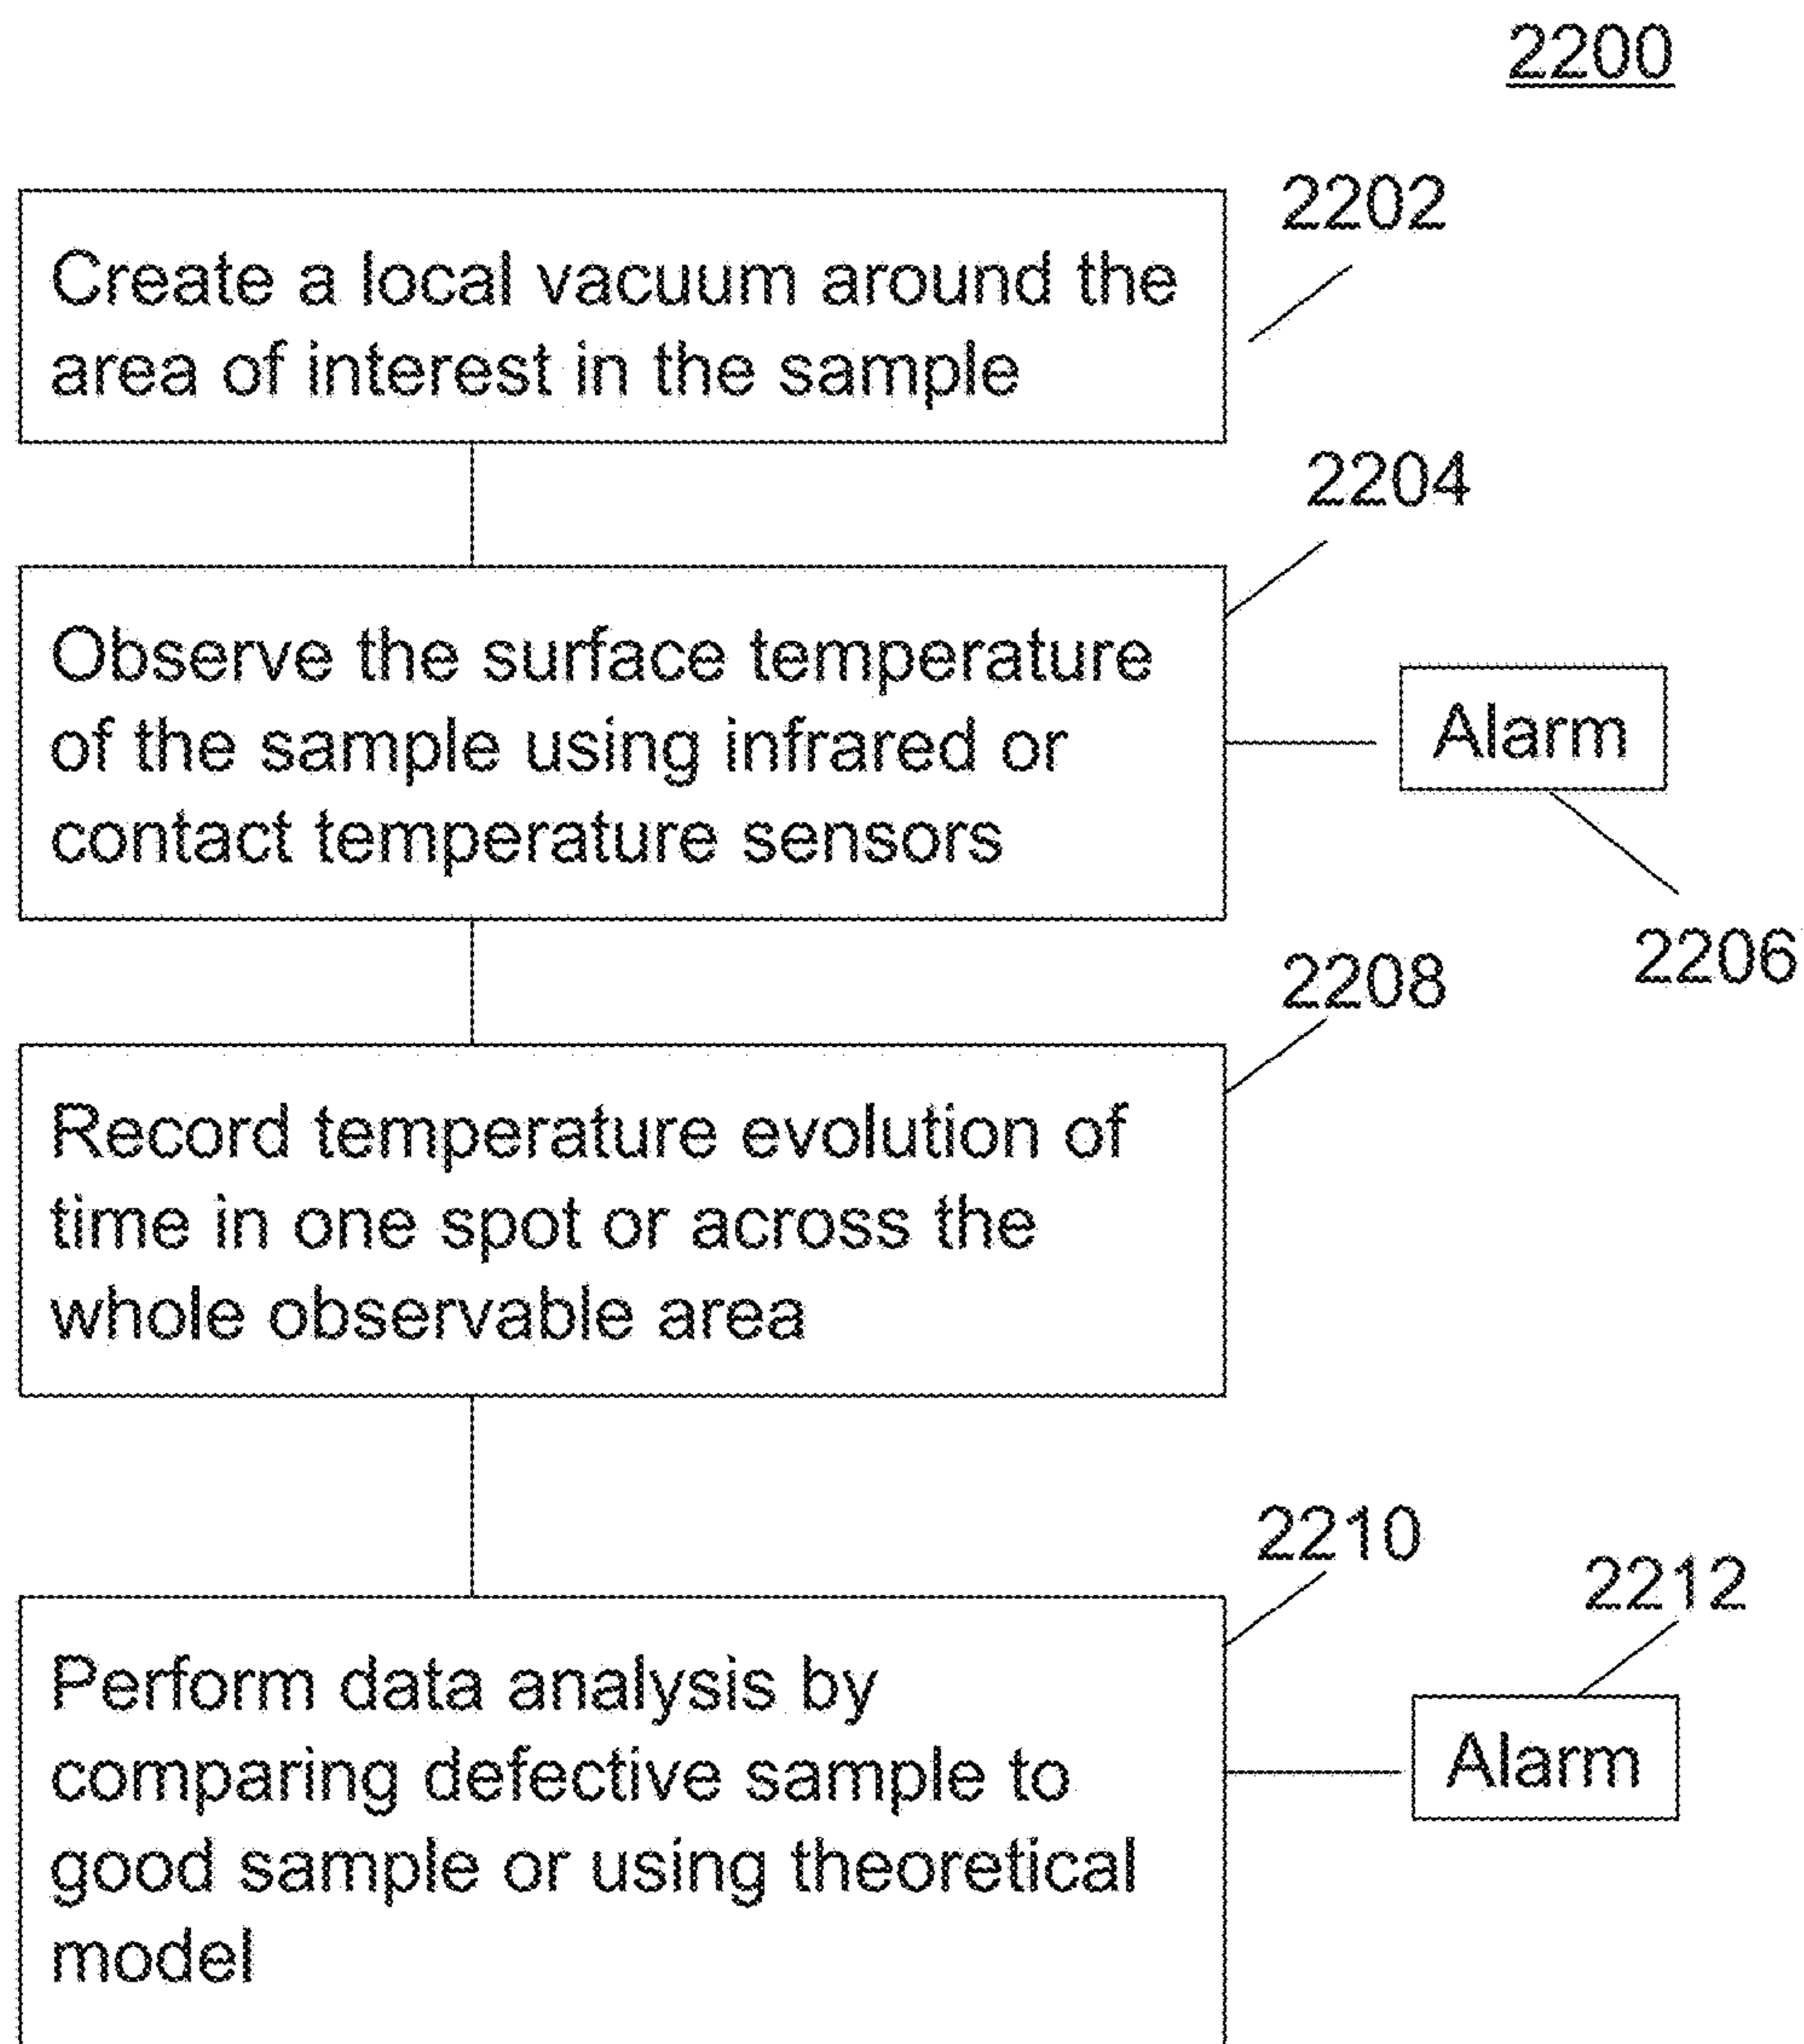 2200
2202
Create a local vacuum around the
area of interest in the sample
2204
Observe the surface temperature
of the sample using infrared or
contact temperature sensors
Alarm
2206
2208
Record temperature evolution of
time in one spot or across the
whole observable area
2210
2212
Perform data analysis by
comparing defective sample to
good sample or using theoretical
model
Alarm